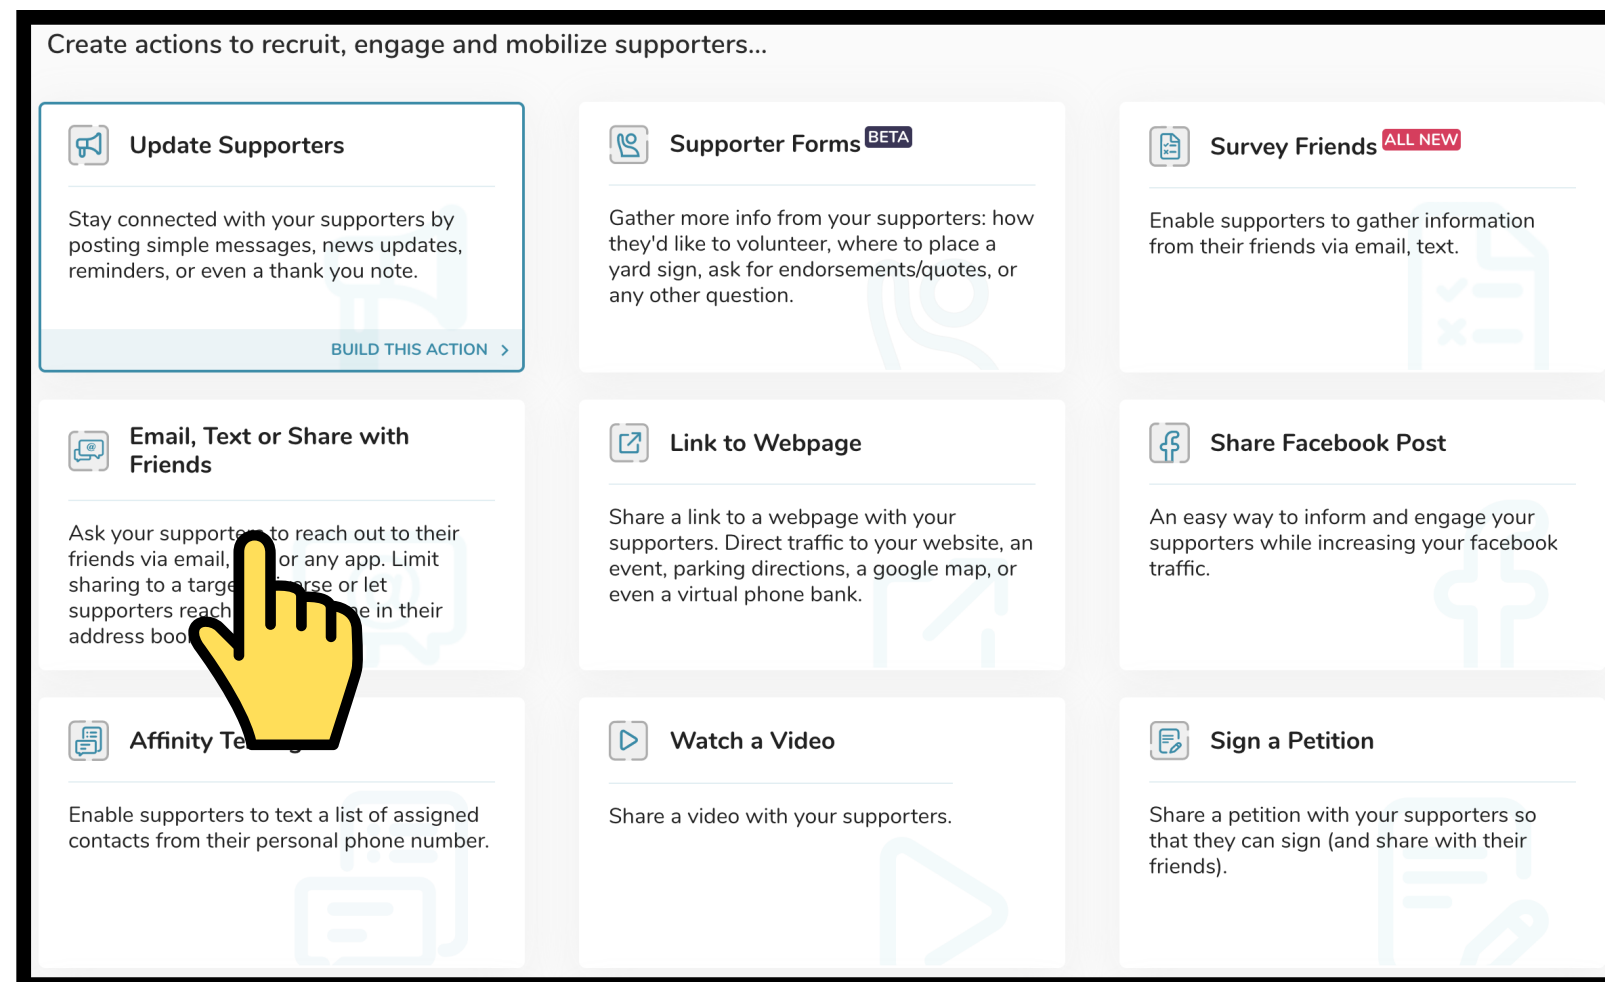 Create actions to recruit, engage and mobilize supporters...
Update Supporters
Stay connected with your supporters by
posting simple messages, news updates,
reminders, or even a thank you note.
BUILD THIS ACTION >
Supporter Forms BETA
Gather more info from your supporters: how
they'd like to volunteer, where to place a
yard sign, ask for endorsements/quotes, or
any other question.
Survey Friends ALL NEW
Enable supporters to gather information
from their friends via email, text.
Email, Text or Share with
Friends
Ask your supporters to reach out to their
friends via email, or any app. Limit
sharing to a or let
supporters reach in their
address
Link to Webpage
Share a link to a webpage with your
supporters. Direct traffic to your website, an
event, parking directions, a google map, or
even a virtual phone bank.
Share Facebook Post
An easy way to inform and engage your
supporters while increasing your facebook
traffic.
Affinity
Enable supporters to text a list of assigned
contacts from their personal phone number.
Watch a Video
Share a video with your supporters.
Sign a Petition
Share a petition with your supporters so
that they can sign (and share with their
friends).